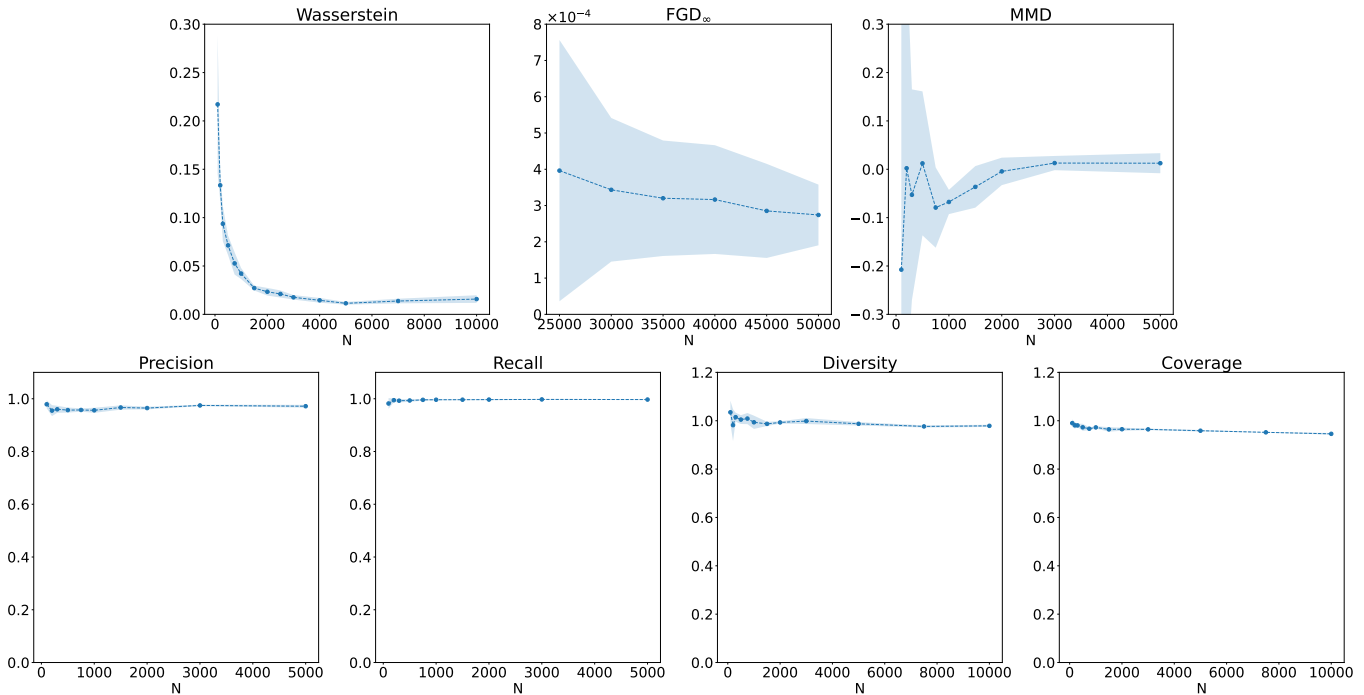 Wasserstein
0.30
0.25
0.20
0.15
0.10
0.05
0.00
0 2000 4000 6000 8000 10000
N
FGD∞
×10⁻⁴
8
7
6
5
4
3
2
1
0
25000 30000 35000 40000 45000 50000
N
MMD
0.3
0.2
0.1
0.0
−0.1
−0.2
−0.3
0 1000 2000 3000 4000 5000
N
Precision
1.0
0.8
0.6
0.4
0.2
0.0
0 1000 2000 3000 4000 5000
N
Recall
1.0
0.8
0.6
0.4
0.2
0.0
0 1000 2000 3000 4000 5000
N
Diversity
1.2
1.0
0.8
0.6
0.4
0.2
0.0
0 2000 4000 6000 8000 10000
N
Coverage
1.2
1.0
0.8
0.6
0.4
0.2
0.0
0 2000 4000 6000 8000 10000
N